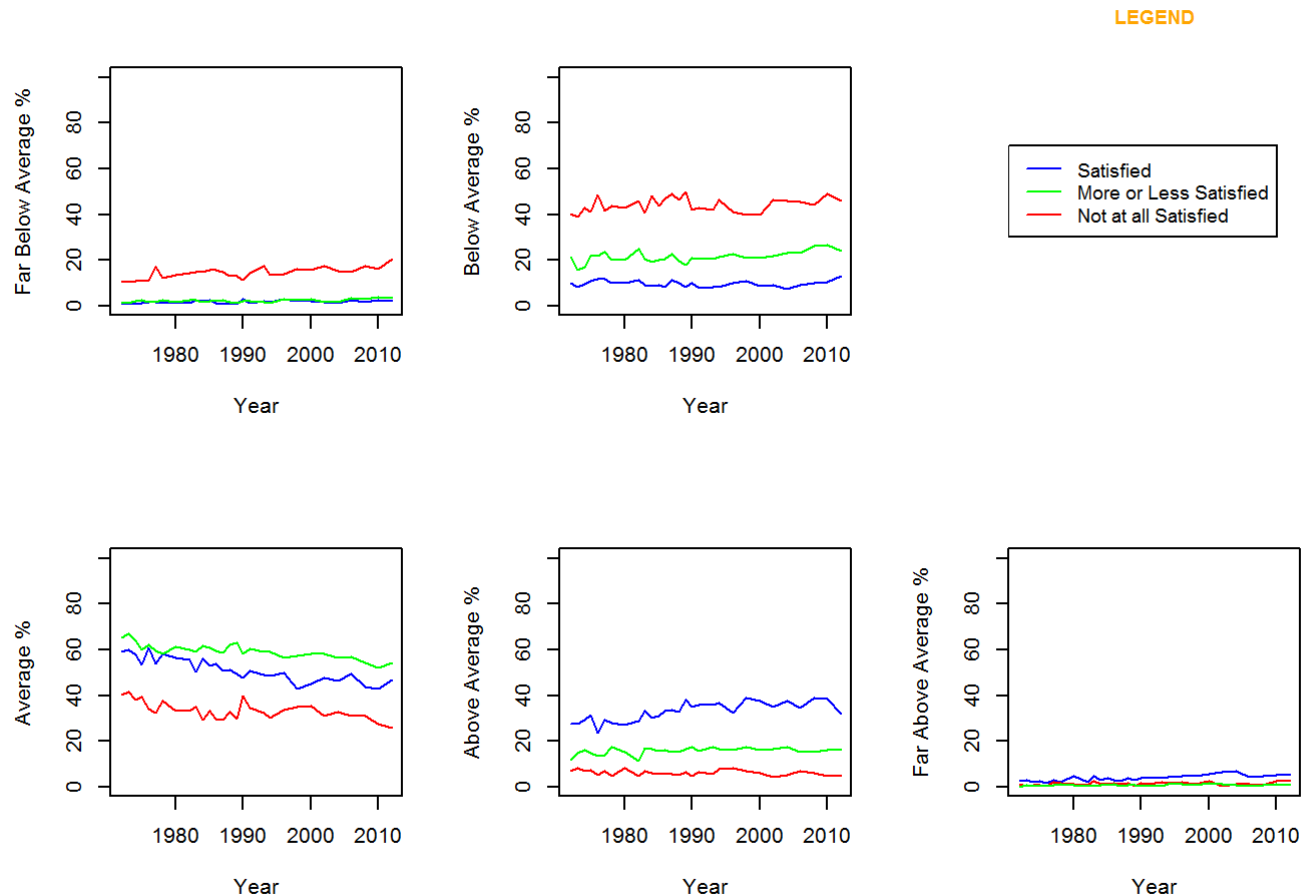 LEGEND
Far Below Average %
0 20 40 60 80
1980 1990 2000 2010
Year
Below Average %
0 20 40 60 80
1980 1990 2000 2010
Year
Satisfied
More or Less Satisfied
Not at all Satisfied
Average %
0 20 40 60 80
1980 1990 2000 2010
Year
Above Average %
0 20 40 60 80
1980 1990 2000 2010
Year
Far Above Average %
0 20 40 60 80
1980 1990 2000 2010
Year